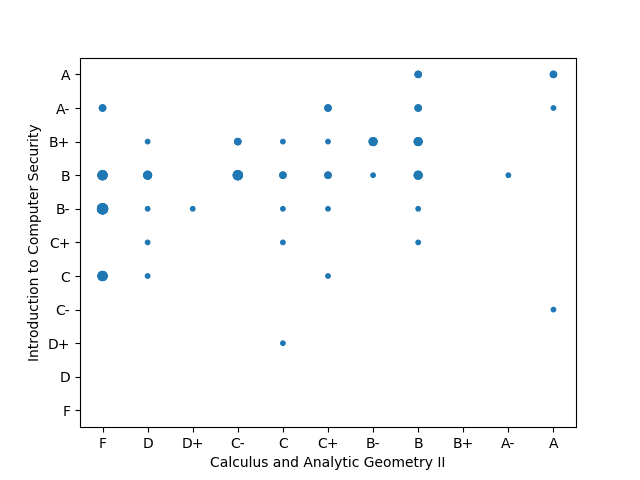 A
A-
B+
B
B-
C+
C
C-
D+
D
F
Introduction to Computer Security
F D D+ C- C C+ B- B B+ A- A
Calculus and Analytic Geometry II